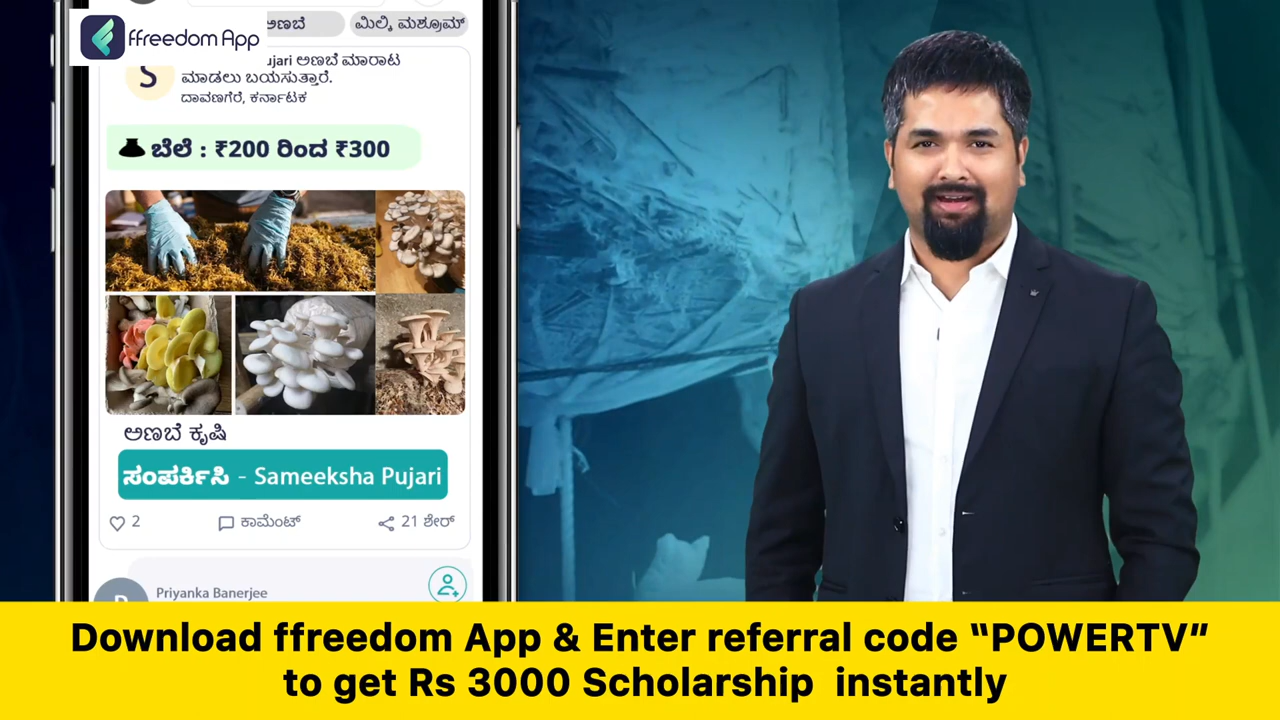 ಅಣಬೆ
ಮಿಲ್ಕಿ ಮಶ್ರೂಮ್
ffreedom App
S
ujari ಅಣಬೆ ಮಾರಾಟ
ಮಾಡಲು ಬಯಸುತ್ತಾರೆ.
ದಾವಣಗೆರೆ, ಕರ್ನಾಟಕ
ಬೆಲೆ : ₹200 ರಿಂದ ₹300
ಅಣಬೆ ಕೃಷಿ
ಸಂಪರ್ಕಿಸಿ - Sameeksha Pujari
2 ಕಾಮೆಂಟ್ 21 ಶೇರ್
Priyanka Banerjee
Download ffreedom App & Enter referral code “POWERTV”
to get Rs 3000 Scholarship instantly